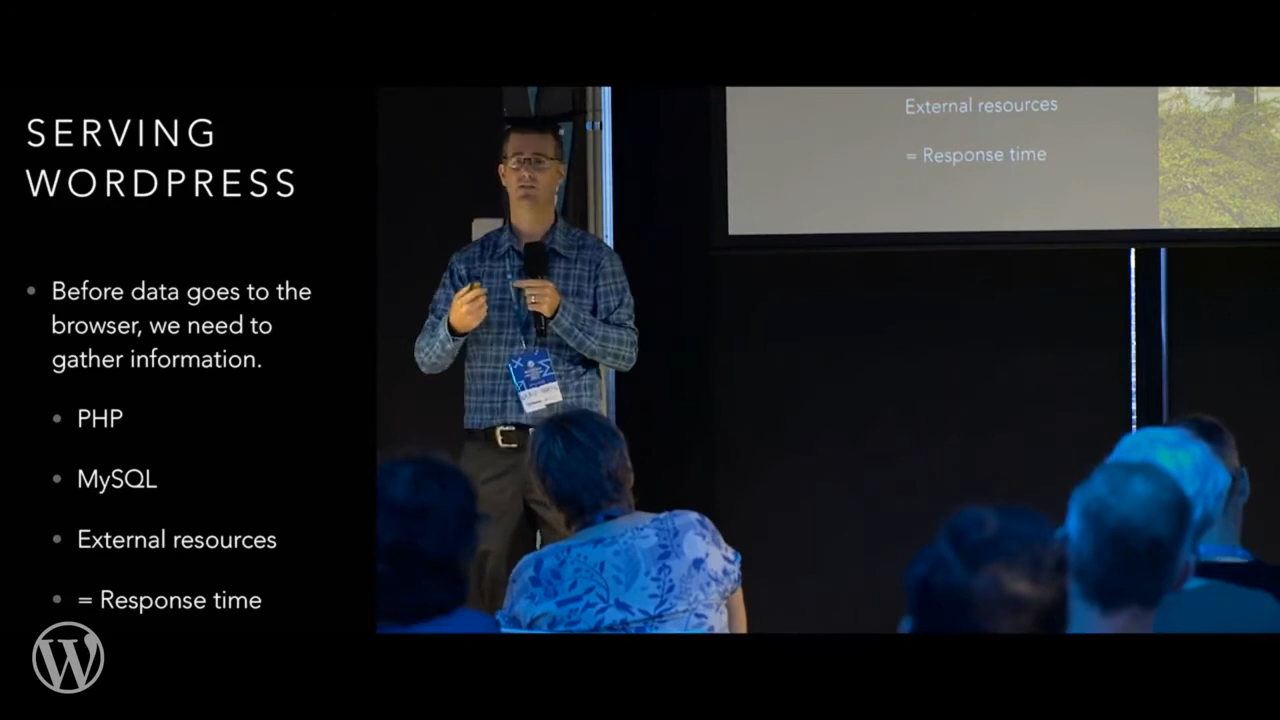 SERVING
WORDPRESS
Before data goes to the
browser, we need to
gather information.
PHP
MySQL
External resources
= Response time
External resources
= Response time